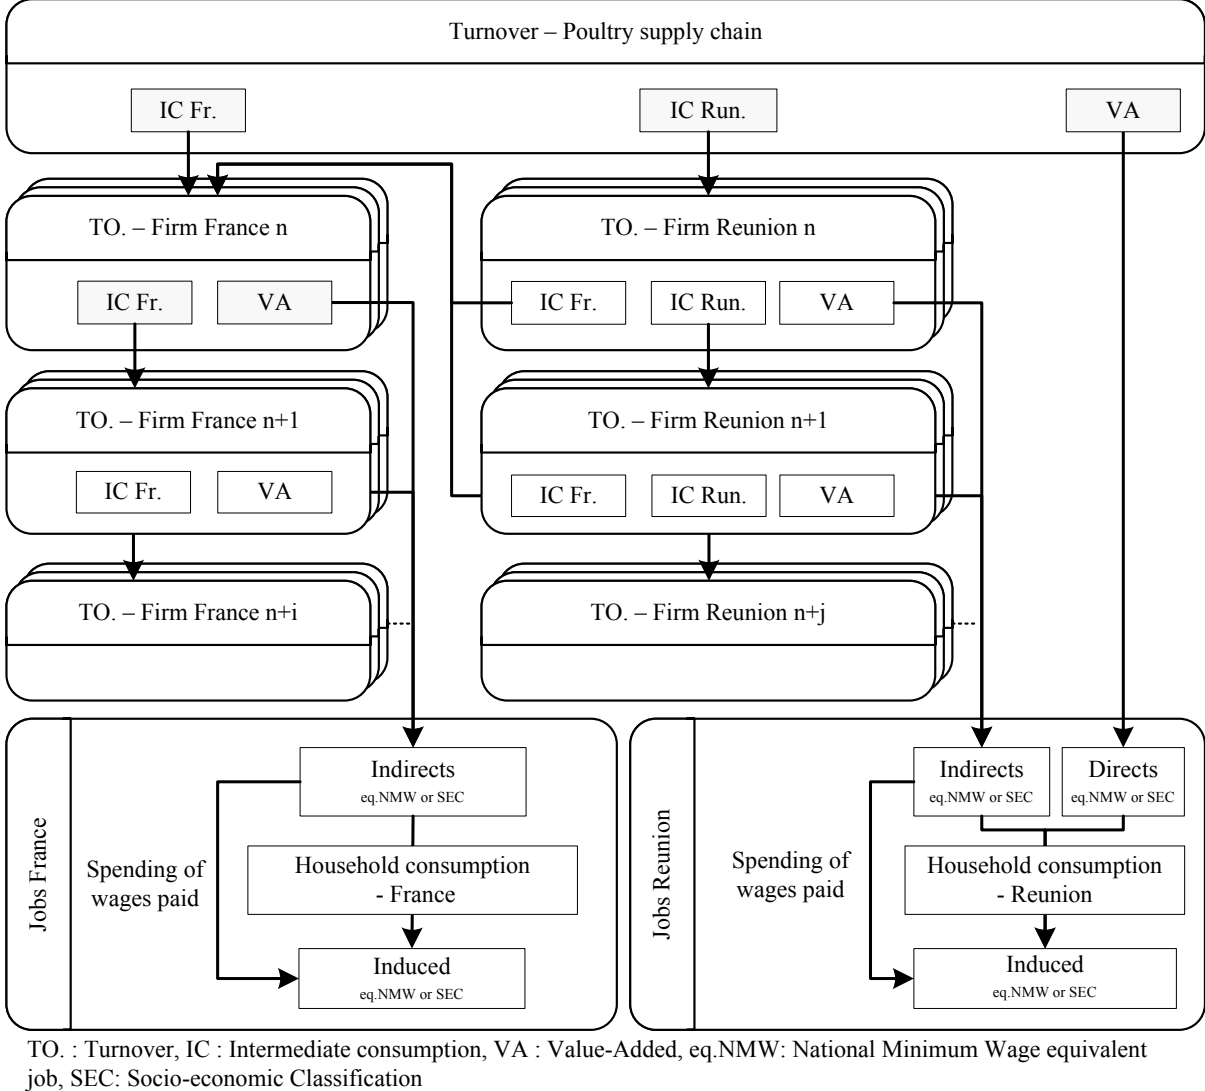 Turnover – Poultry supply chain
IC Fr.
IC Run.
VA
TO. – Firm France n
IC Fr.
VA
TO. – Firm Reunion n
IC Fr.
IC Run.
VA
TO. – Firm France n+1
IC Fr.
VA
TO. – Firm Reunion n+1
IC Fr.
IC Run.
VA
TO. – Firm France n+i
TO. – Firm Reunion n+j
Jobs France
Spending of
wages paid
Indirects
eq.NMW or SEC
Household consumption
- France
Induced
eq.NMW or SEC
Jobs Reunion
Spending of
wages paid
Indirects
eq.NMW or SEC
Directs
eq.NMW or SEC
Household consumption
- Reunion
Induced
eq.NMW or SEC
TO. : Turnover, IC : Intermediate consumption, VA : Value-Added, eq.NMW: National Minimum Wage equivalent
job, SEC: Socio-economic Classification